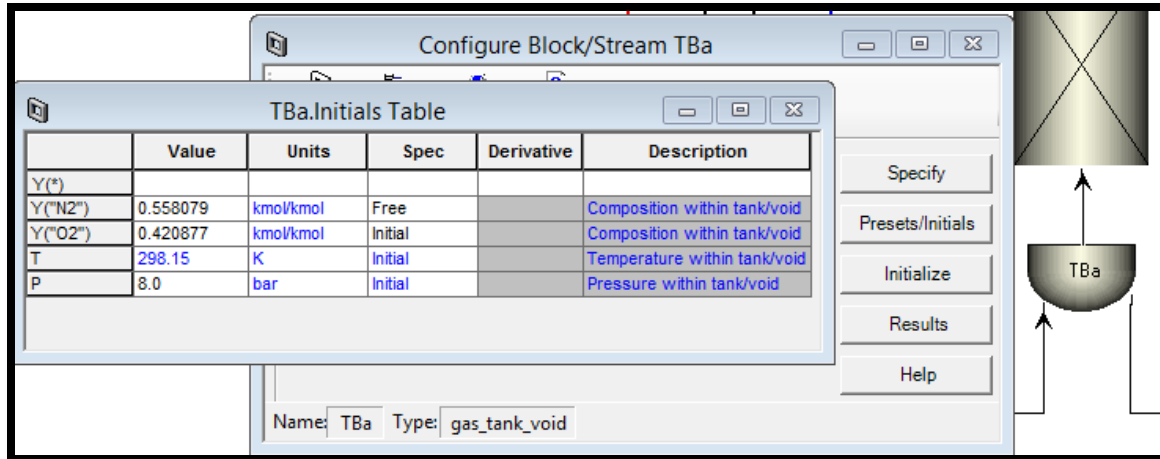 Configure Block/Stream TBa
TBa.Initials Table
Value Units Spec Derivative Description
Y(*)
Y("N2") 0.558079 kmol/kmol Free Composition within tank/void
Y("O2") 0.420877 kmol/kmol Initial Composition within tank/void
T 298.15 K Initial Temperature within tank/void
P 8.0 bar Initial Pressure within tank/void
Specify
Presets/Initials
Initialize
Results
Help
Name: TBa Type: gas_tank_void
TBa